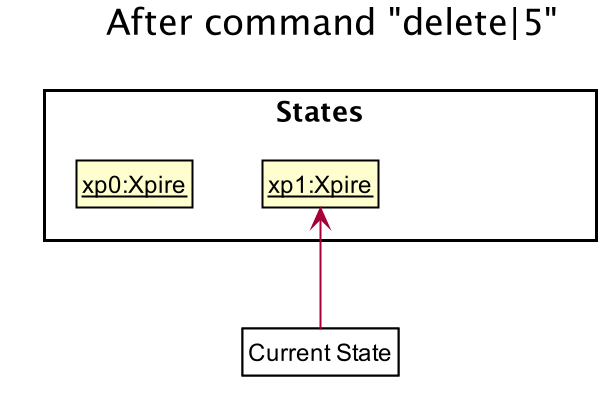 After command "delete|5"
States
xp0:Xpire
xp1:Xpire
Current State